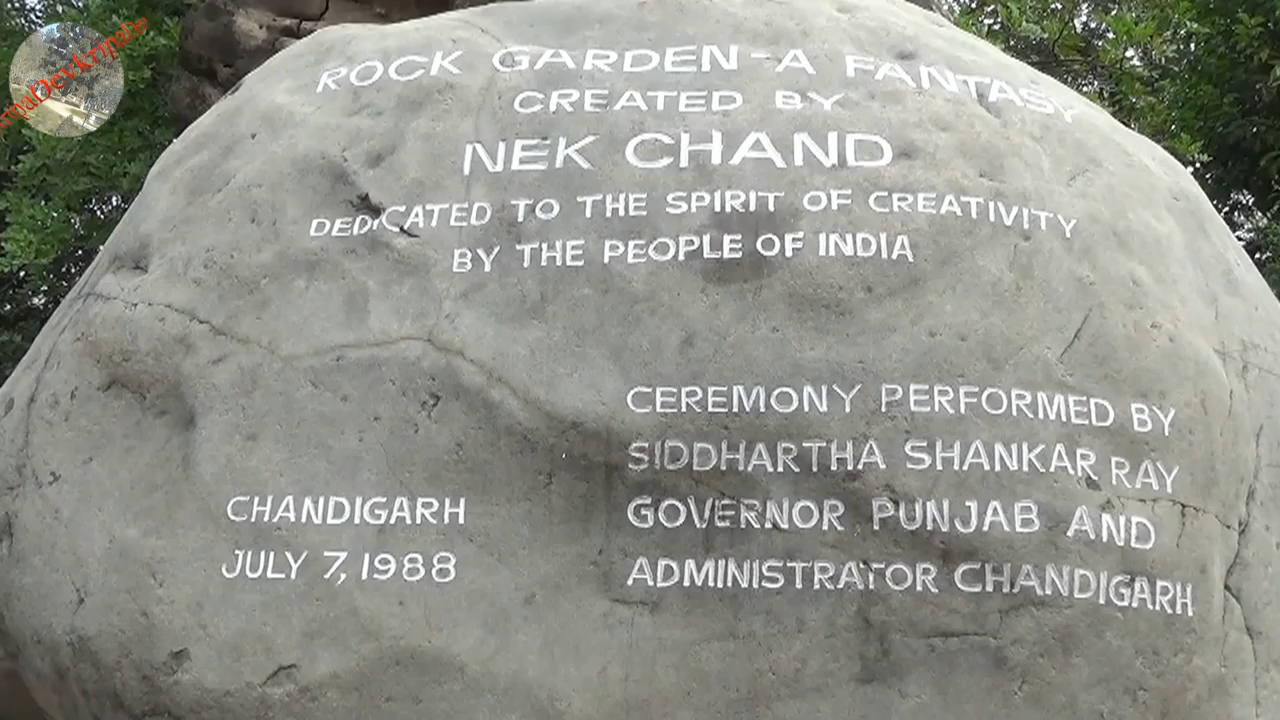 ROCK GARDEN-A FANTASY
CREATED BY
NEK CHAND
DEDICATED TO THE SPIRIT OF CREATIVITY
BY THE PEOPLE OF INDIA
CEREMONY PERFORMED BY
SIDDHARTHA SHANKAR RAY
GOVERNOR PUNJAB AND
ADMINISTRATOR CHANDIGARH
CHANDIGARH
JULY 7, 1988